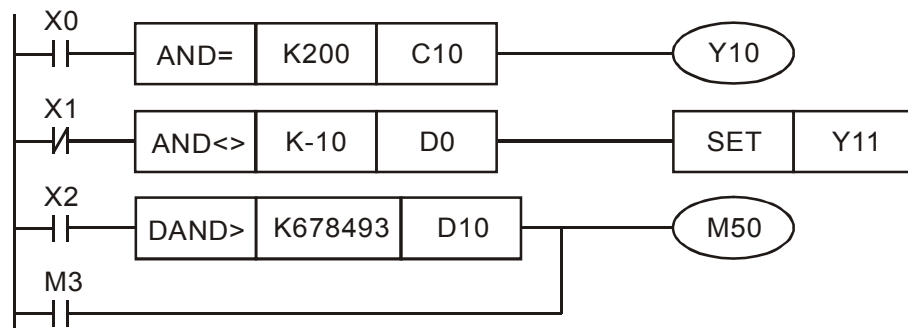 X0
AND= K200 C10 Y10
X1
AND<> K-10 D0 SET Y11
X2
DAND> K678493 D10 M50
M3